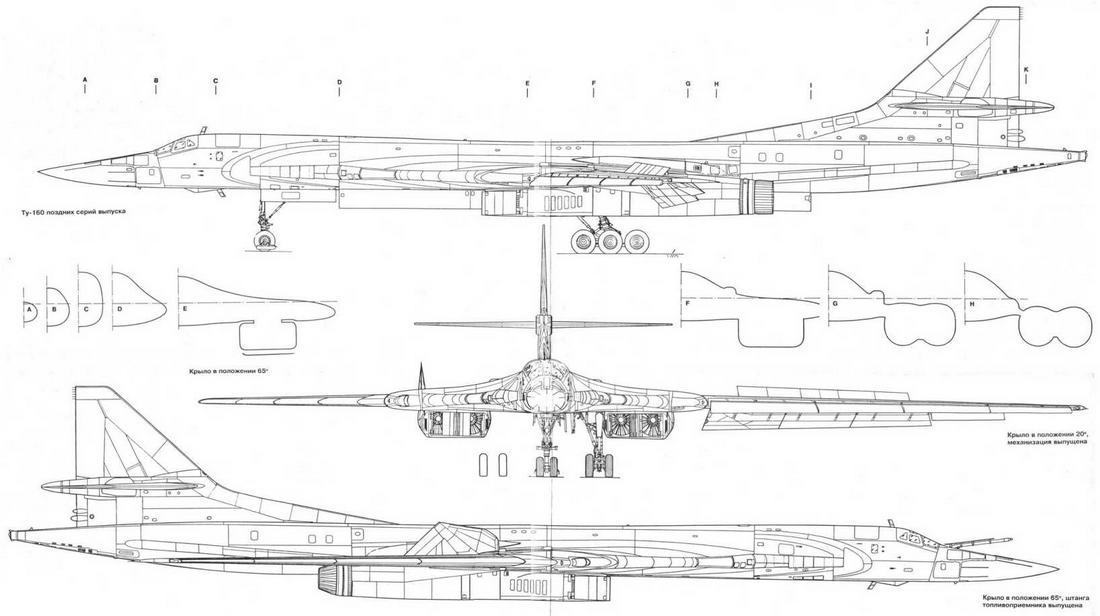 J
A B C D E F G H I K
Ту-160 поздних серий выпуска
A B C D E F G H
Крыло в положении 65°
Крыло в положении 20°,
механизация выпущена
Крыло в положении 65°, штанга
топливоприемника выпущена